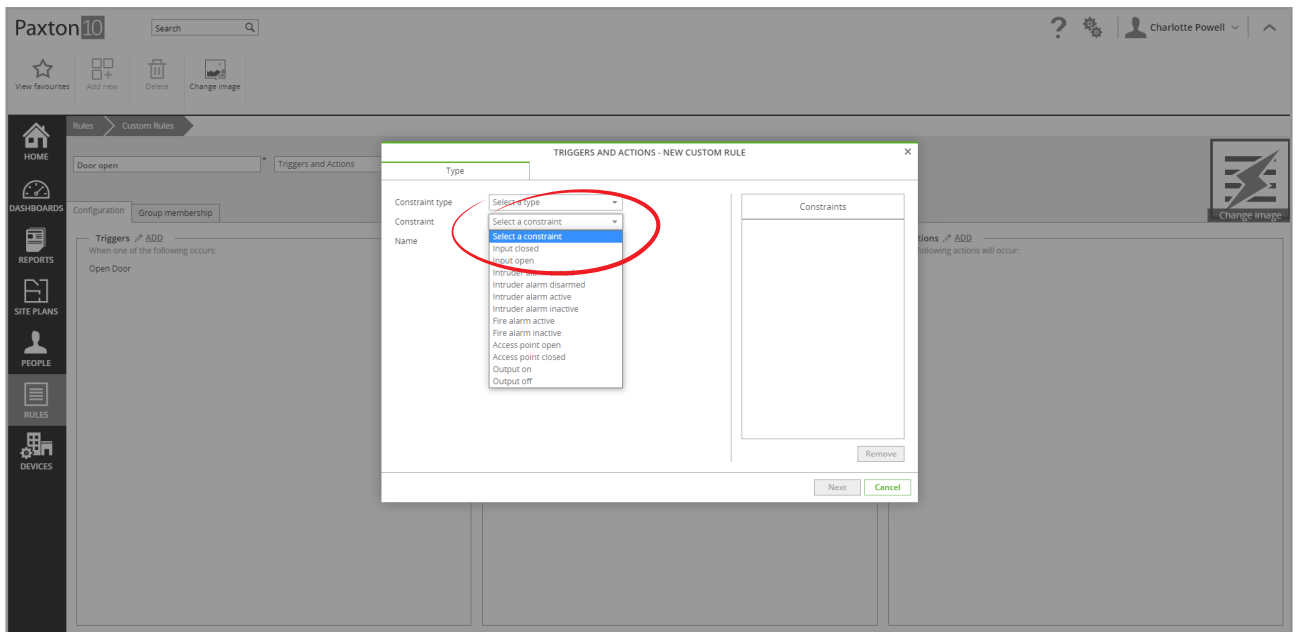 Paxton10
Search
Charlotte Powell
View favourites
Add new
Delete
Change image
Rules
Custom Rules
HOME
DASHBOARDS
REPORTS
SITE PLANS
PEOPLE
RULES
DEVICES
Door open
*
Triggers and Actions
Change image
Configuration
Group membership
Triggers ADD
When one of the following occurs:
Open Door
TRIGGERS AND ACTIONS - NEW CUSTOM RULE
Type
Constraint type
Select a type
Constraint
Select a constraint
Name
Select a constraint
Input closed
Input open
Intruder alarm
Intruder alarm disarmed
Intruder alarm active
Intruder alarm inactive
Fire alarm active
Fire alarm inactive
Access point open
Access point closed
Output on
Output off
Constraints
Remove
Next
Cancel
tions ADD
following actions will occur: